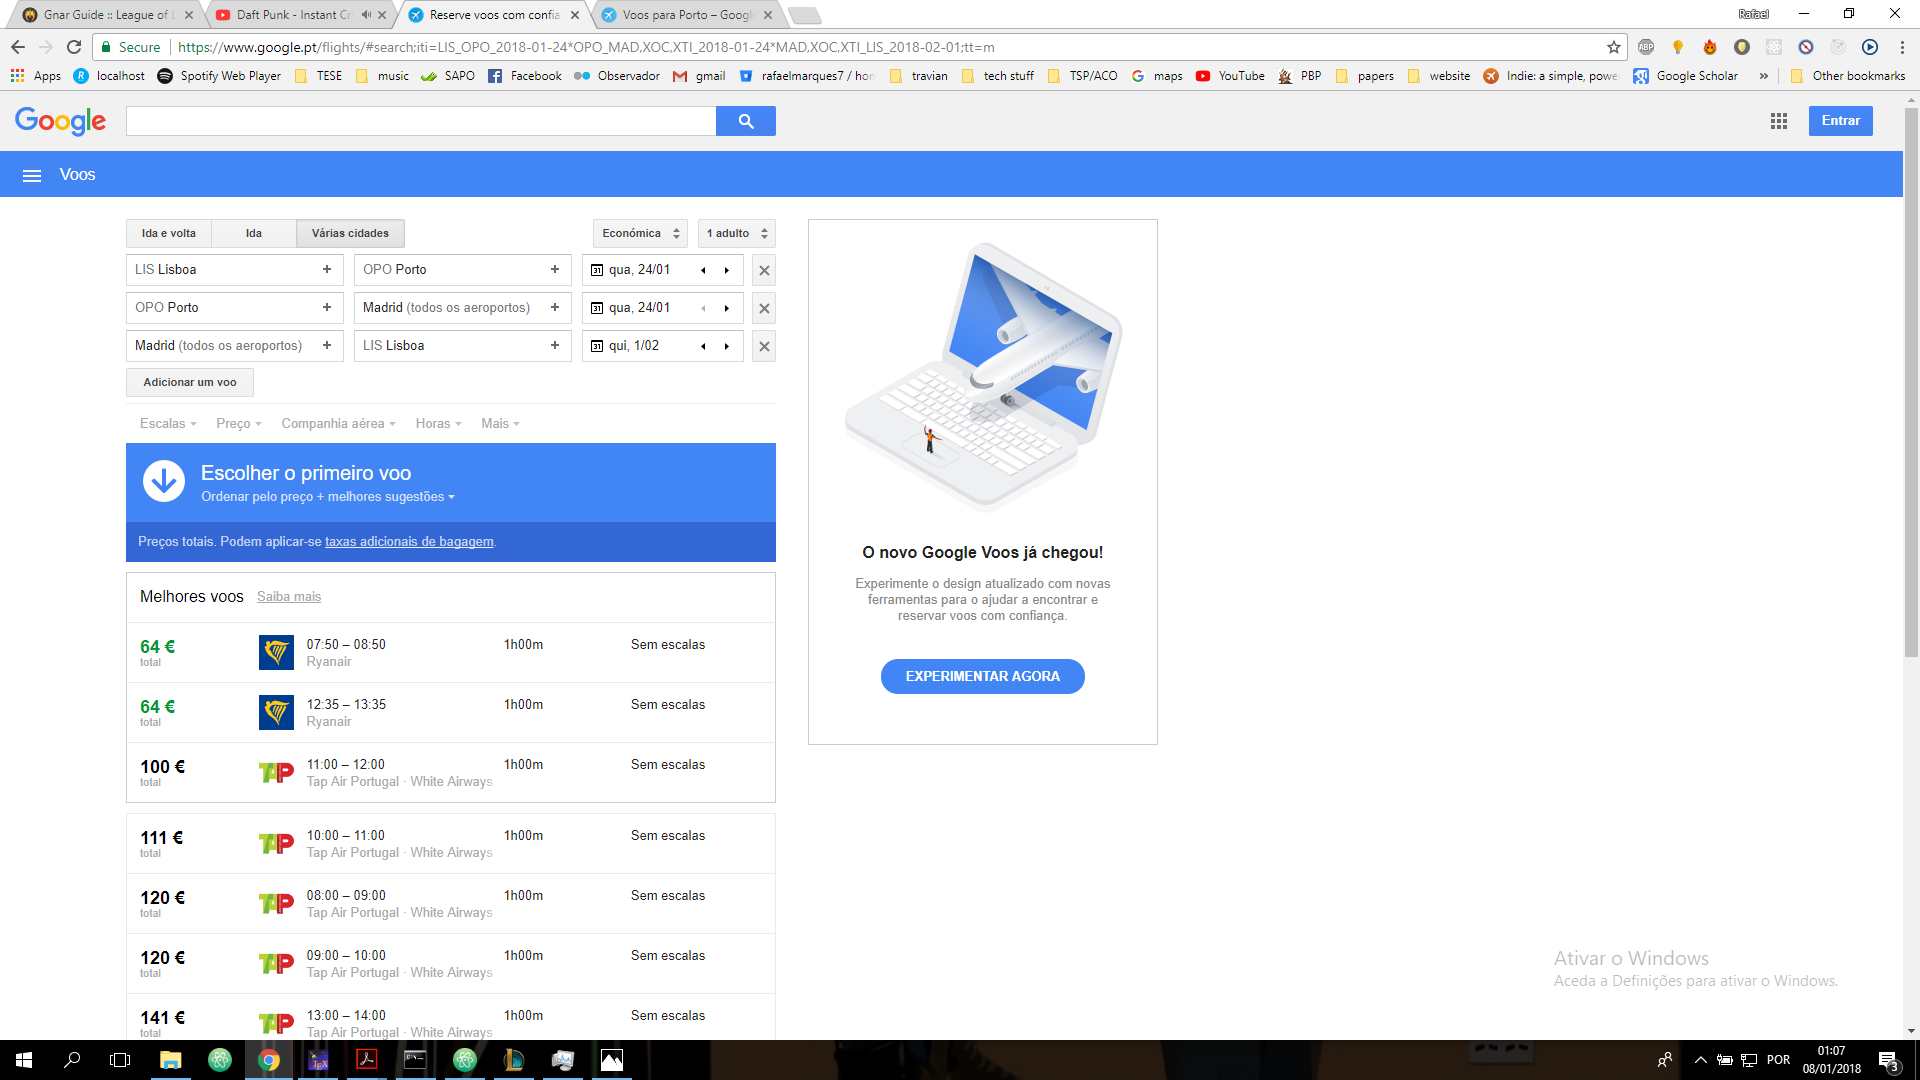 Gnar Guide :: League of L
Daft Punk - Instant Cr
Reserve voos com confia
Voos para Porto – Google
Rafael
Secure
https://www.google.pt/flights/#search;iti=LIS_OPO_2018-01-24*OPO_MAD,XOC,XTI_2018-01-24*MAD,XOC,XTI_LIS_2018-02-01;tt=m
ABP
Apps localhost Spotify Web Player TESE music SAPO Facebook Observador gmail rafaelmarques7 / hom travian tech stuff TSP/ACO maps YouTube PBP papers website Indie: a simple, powe Google Scholar » Other bookmarks
Google
Entrar
Voos
Ida e volta Ida Várias cidades Económica 1 adulto
LIS Lisboa + OPO Porto + 31 qua, 24/01
OPO Porto + Madrid (todos os aeroportos) + 31 qua, 24/01
Madrid (todos os aeroportos) + LIS Lisboa + 31 qui, 1/02
Adicionar um voo
Escalas Preço Companhia aérea Horas Mais
Escolher o primeiro voo
Ordenar pelo preço + melhores sugestões
Preços totais. Podem aplicar-se taxas adicionais de bagagem.
Melhores voos Saiba mais
64 € 07:50 – 08:50 1h00m Sem escalas
total Ryanair
64 € 12:35 – 13:35 1h00m Sem escalas
total Ryanair
100 € TAP 11:00 – 12:00 1h00m Sem escalas
total Tap Air Portugal · White Airways
111 € TAP 10:00 – 11:00 1h00m Sem escalas
total Tap Air Portugal · White Airways
120 € TAP 08:00 – 09:00 1h00m Sem escalas
total Tap Air Portugal · White Airways
120 € TAP 09:00 – 10:00 1h00m Sem escalas
total Tap Air Portugal · White Airways
141 € TAP 13:00 – 14:00 1h00m Sem escalas
total Tap Air Portugal · White Airways
O novo Google Voos já chegou!
Experimente o design atualizado com novas
ferramentas para o ajudar a encontrar e
reservar voos com confiança.
EXPERIMENTAR AGORA
Ativar o Windows
Aceda a Definições para ativar o Windows.
POR
01:07
08/01/2018
3